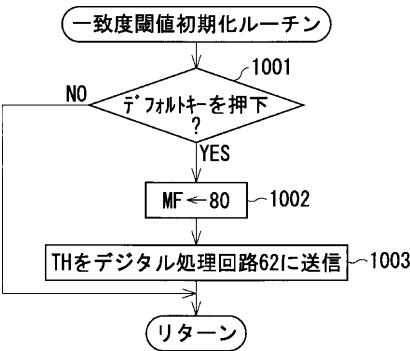 一致度閾値初期化ルーチン
1001
NO
ﾃﾞﾌｫﾙﾄｷｰを押下
?
YES
MF←80
1002
THをデジタル処理回路62に送信
1003
リターン